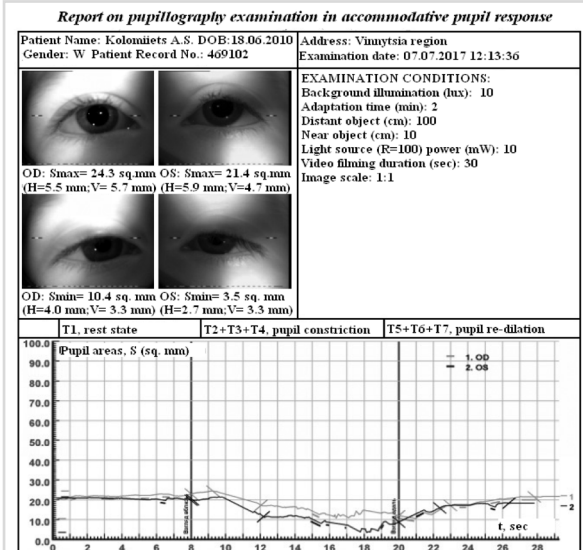 Report on pupillography examination in accommodative pupil response
Patient Name: Kolomiiets A.S. DOB:18.06.2010
Gender: W Patient Record No.: 469102
Address: Vinnytsia region
Examination date: 07.07.2017 12:13:36
EXAMINATION CONDITIONS:
Background illumination (lux): 10
Adaptation time (min): 2
Distant object (cm): 100
Near object (cm): 10
Light source (R=100) power (mW): 10
Video filming duration (sec): 30
Image scale: 1:1
OD: Smax= 24.3 sq.mm OS: Smax= 21.4 sq.mm
(H=5.5 mm;V= 5.7 mm) (H=5.9 mm;V=4.7 mm)
OD: Smin= 10.4 sq. mm OS: Smin= 3.5 sq. mm
(H=4.0 mm;V= 3.3 mm) (H=2.7 mm;V= 3.3 mm)
T1, rest state
T2+T3+T4, pupil constriction
T5+T6+T7, pupil re-dilation
Pupil areas, S (sq. mm)
1. OD
2. OS
100.0
90.0
80.0
70.0
60.0
50.0
40.0
30.0
20.0
10.0
0.0
1
2
t, sec
0 2 4 6 8 10 12 14 16 18 20 22 24 26 28